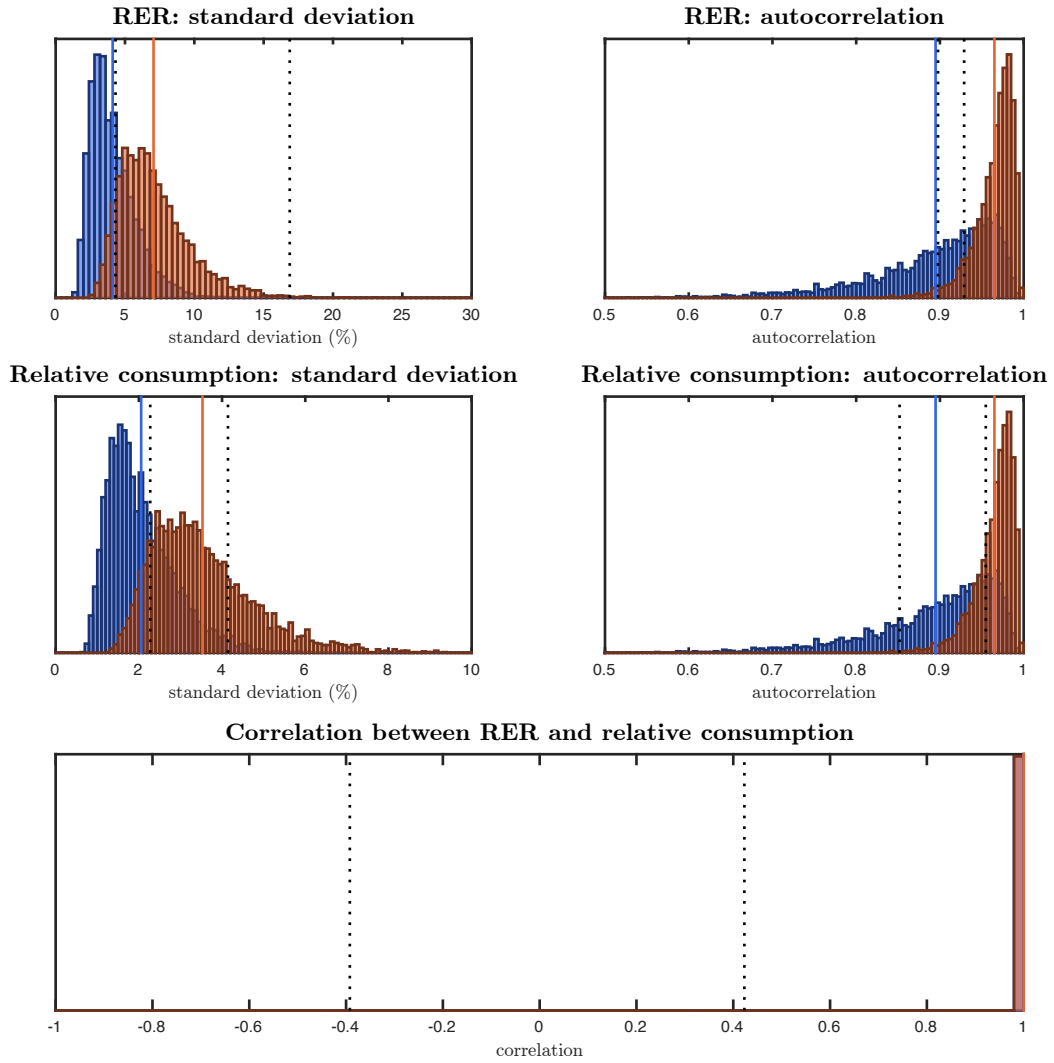 RER: standard deviation
RER: autocorrelation
0 5 10 15 20 25 30
0.5 0.6 0.7 0.8 0.9 1
standard deviation (%)
autocorrelation
Relative consumption: standard deviation
Relative consumption: autocorrelation
0 2 4 6 8 10
0.5 0.6 0.7 0.8 0.9 1
standard deviation (%)
autocorrelation
Correlation between RER and relative consumption
-1 -0.8 -0.6 -0.4 -0.2 0 0.2 0.4 0.6 0.8 1
correlation